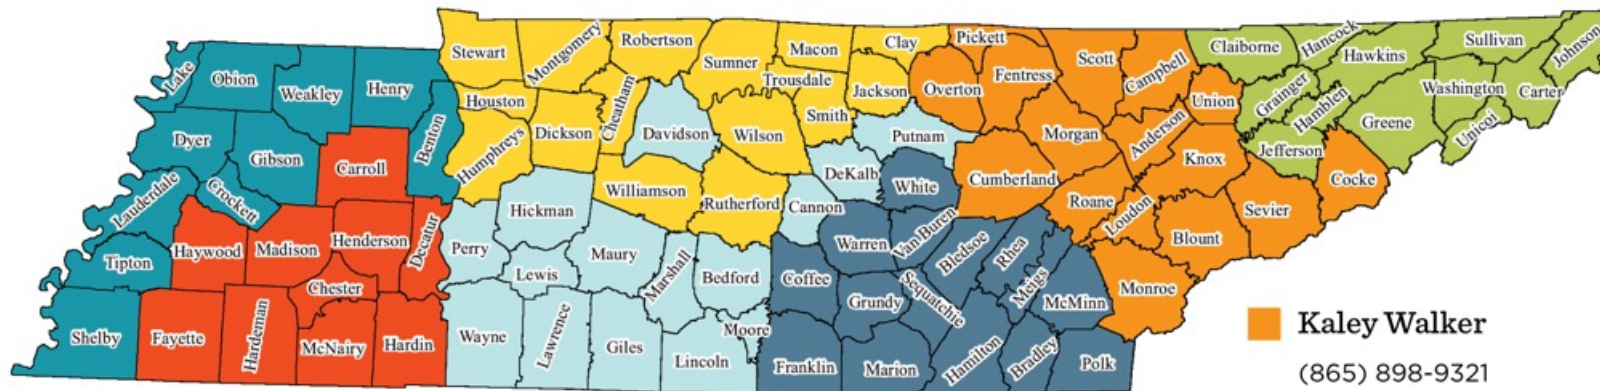 Stewart
Montgomery
Robertson
Sumner
Macon
Clay
Pickett
Scott
Campbell
Claiborne
Hancock
Hawkins
Sullivan
Johnson
Lake
Obion
Weakley
Henry
Houston
Cheatham
Trousdale
Smith
Jackson
Overton
Fentress
Union
Grainger
Hamblen
Washington
Carter
Dyer
Gibson
Carroll
Benton
Humphreys
Dickson
Davidson
Wilson
Putnam
DeKalb
White
Morgan
Anderson
Knox
Jefferson
Greene
Unicoi
Lauderdale
Crockett
Williamson
Rutherford
Cannon
Cumberland
Roane
Loudon
Sevier
Cocke
Tipton
Haywood
Madison
Henderson
Decatur
Perry
Hickman
Maury
Marshall
Bedford
Coffee
Warren
Van Buren
Bledsoe
Rhea
Meigs
McMinn
Monroe
Blount
Chester
Lewis
Grundy
Sequatchie
Shelby
Fayette
Hardeman
McNairy
Hardin
Wayne
Lawrence
Giles
Lincoln
Moore
Franklin
Marion
Hamilton
Bradley
Polk
Kaley Walker
(865) 898-9321